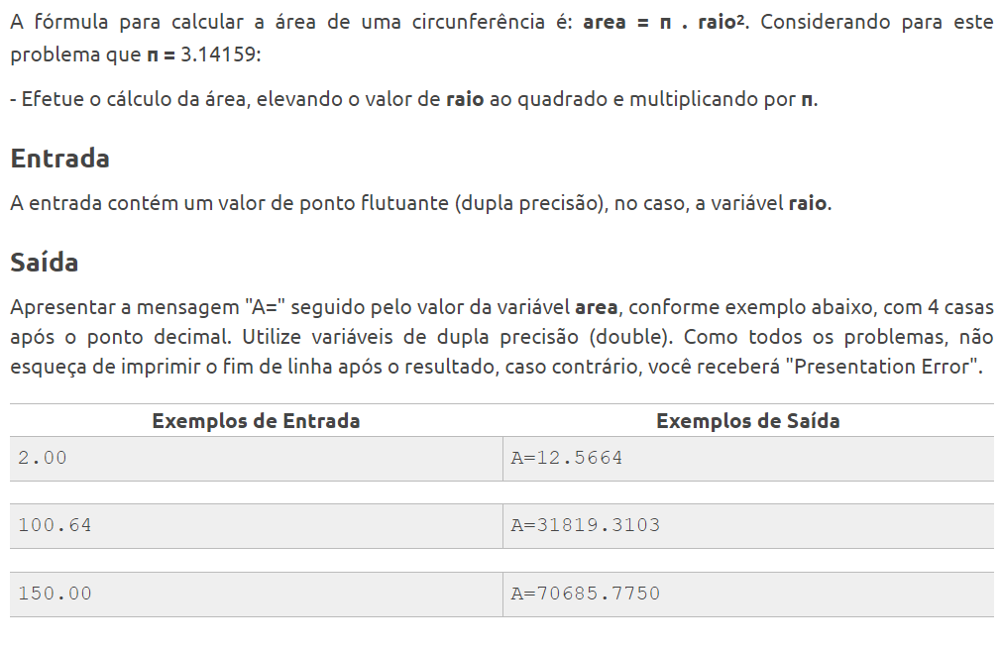 A fórmula para calcular a área de uma circunferência é: area = π . raio². Considerando para este
problema que π = 3.14159:
- Efetue o cálculo da área, elevando o valor de raio ao quadrado e multiplicando por π.
Entrada
A entrada contém um valor de ponto flutuante (dupla precisão), no caso, a variável raio.
Saída
Apresentar a mensagem "A=" seguido pelo valor da variável area, conforme exemplo abaixo, com 4 casas
após o ponto decimal. Utilize variáveis de dupla precisão (double). Como todos os problemas, não
esqueça de imprimir o fim de linha após o resultado, caso contrário, você receberá "Presentation Error".
Exemplos de Entrada Exemplos de Saída
2.00 A=12.5664
100.64 A=31819.3103
150.00 A=70685.7750